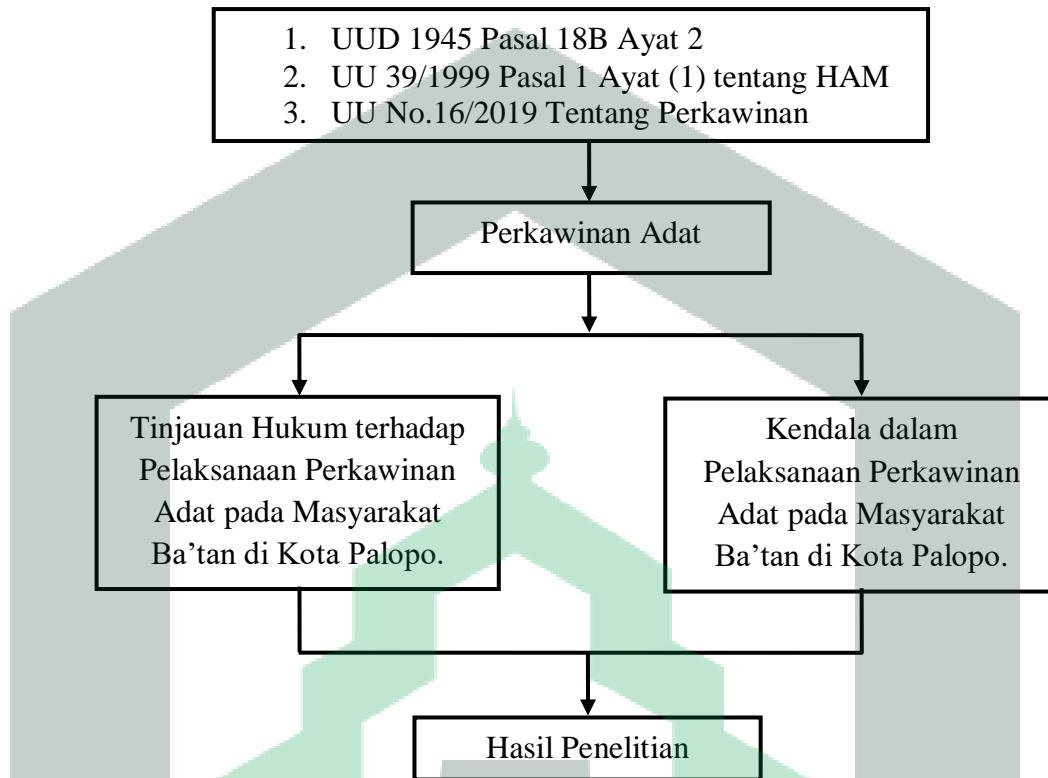 1. UUD 1945 Pasal 18B Ayat 2
2. UU 39/1999 Pasal 1 Ayat (1) tentang HAM
3. UU No.16/2019 Tentang Perkawinan
Perkawinan Adat
Tinjauan Hukum terhadap
Pelaksanaan Perkawinan
Adat pada Masyarakat
Ba’tan di Kota Palopo.
Kendala dalam
Pelaksanaan Perkawinan
Adat pada Masyarakat
Ba’tan di Kota Palopo.
Hasil Penelitian